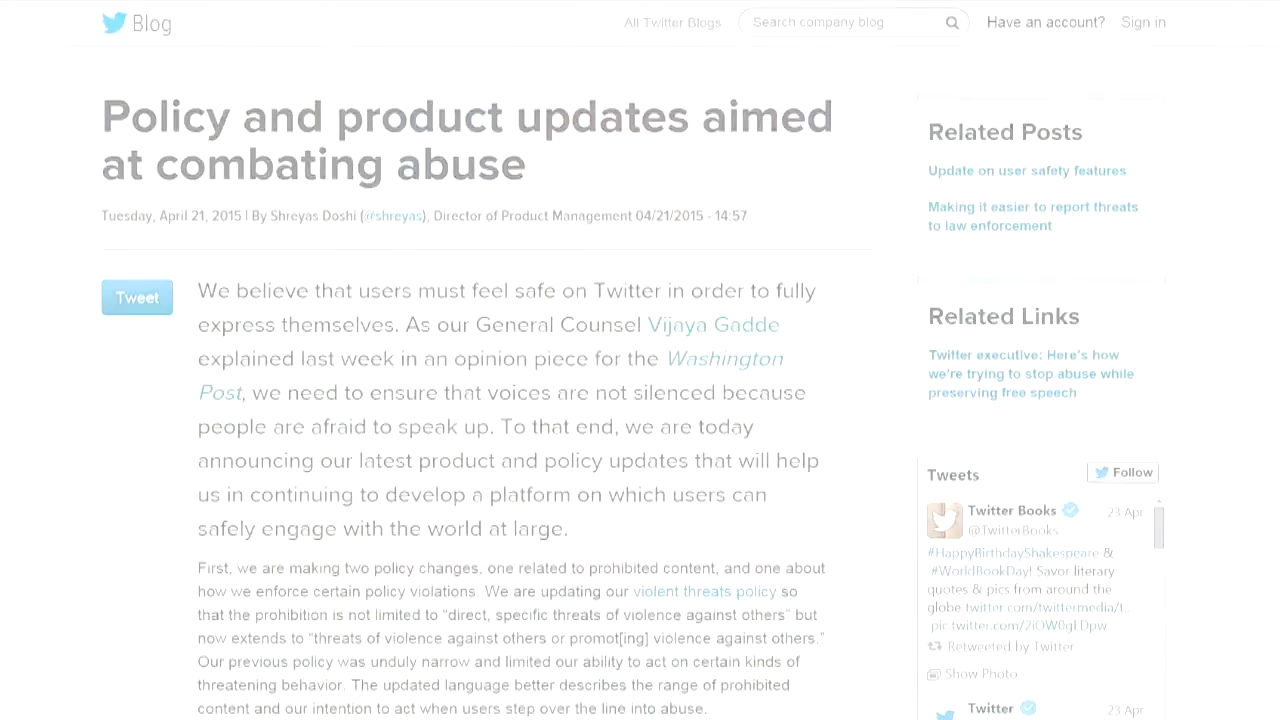 Blog
All Twitter Blogs
Search company blog
Have an account?
Sign in
Policy and product updates aimed
at combating abuse
Tuesday, April 21, 2015 | By Shreyas Doshi (@shreyas), Director of Product Management 04/21/2015 - 14:57
Tweet
We believe that users must feel safe on Twitter in order to fully
express themselves. As our General Counsel Vijaya Gadde
explained last week in an opinion piece for the Washington
Post, we need to ensure that voices are not silenced because
people are afraid to speak up. To that end, we are today
announcing our latest product and policy updates that will help
us in continuing to develop a platform on which users can
safely engage with the world at large.
First, we are making two policy changes, one related to prohibited content, and one about
how we enforce certain policy violations. We are updating our violent threats policy so
that the prohibition is not limited to “direct, specific threats of violence against others” but
now extends to “threats of violence against others or promot[ing] violence against others.”
Our previous policy was unduly narrow and limited our ability to act on certain kinds of
threatening behavior. The updated language better describes the range of prohibited
content and our intention to act when users step over the line into abuse.
Related Posts
Update on user safety features
Making it easier to report threats
to law enforcement
Related Links
Twitter executive: Here's how
we're trying to stop abuse while
preserving free speech
Tweets
Follow
Twitter Books
23 Apr
@TwitterBooks
#HappyBirthdayShakespeare &
#WorldBookDay! Savor literary
quotes & pics from around the
globe twitter.com/twittermedia/t...
pic.twitter.com/2iOW0gLDpw
Retweeted by Twitter
Show Photo
Twitter
23 Apr